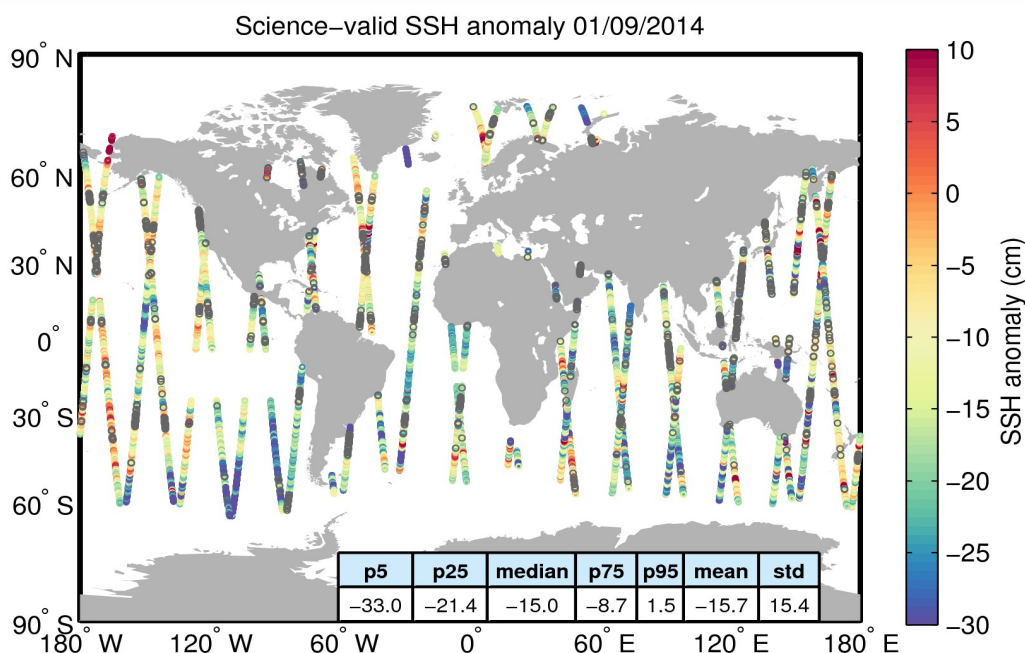 Science−valid SSH anomaly 01/09/2014
90° N
60° N
30° N
0°
30° S
60° S
90° S
180° W
120° W
60° W
0°
60° E
120° E
180° E
p5 p25 median p75 p95 mean std
−33.0 −21.4 −15.0 −8.7 1.5 −15.7 15.4
10
5
0
−5
−10
−15
−20
−25
−30
SSH anomaly (cm)